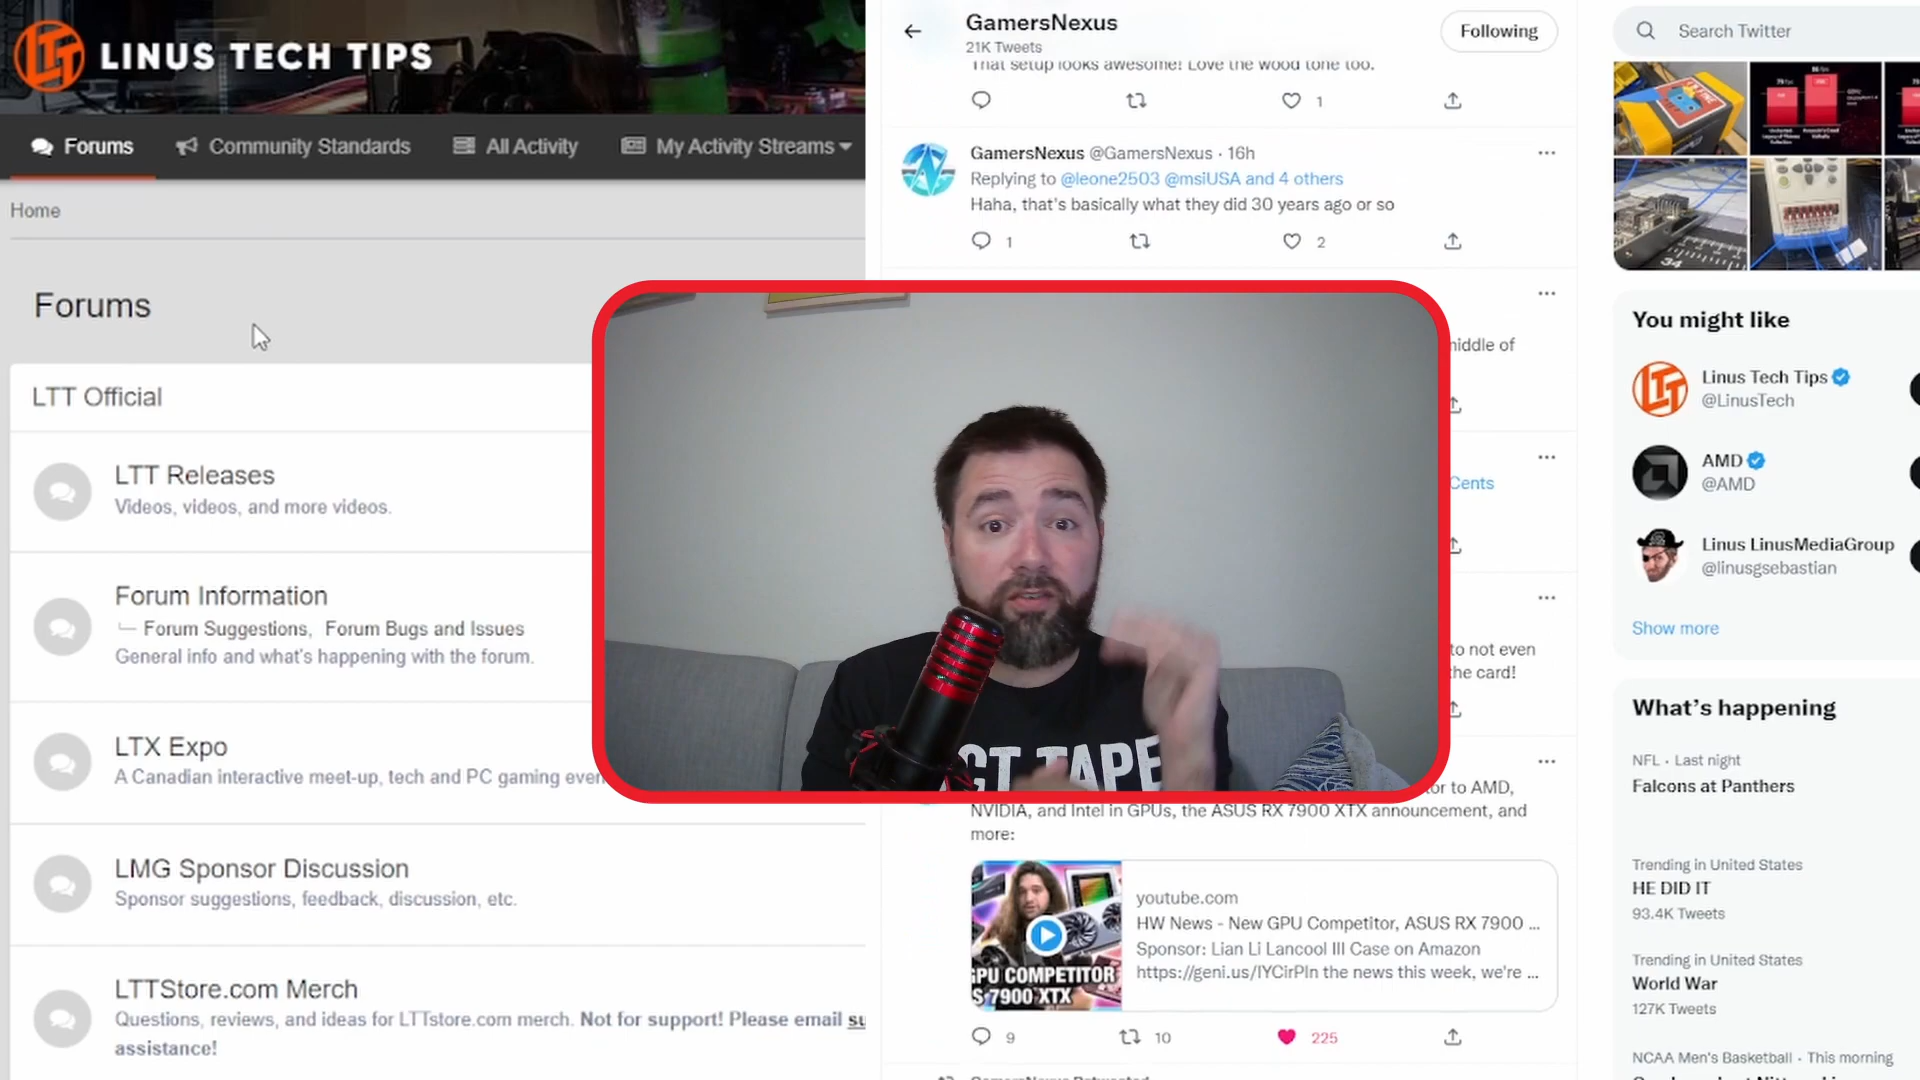 LTT LINUS TECH TIPS
Forums
Community Standards
All Activity
My Activity Streams
Home
Forums
LTT Official
LTT Releases
Videos, videos, and more videos.
Forum Information
Forum Suggestions, Forum Bugs and Issues
General info and what's happening with the forum.
LTX Expo
A Canadian interactive meet-up, tech and PC gaming even
LMG Sponsor Discussion
Sponsor suggestions, feedback, discussion, etc.
LTTStore.com Merch
Questions, reviews, and ideas for LTTstore.com merch. Not for support! Please email su
assistance!
GamersNexus
21K Tweets
Following
That setup looks awesome! Love the wood tone too.
1
GamersNexus @GamersNexus · 16h
Replying to @leone2503 @msiUSA and 4 others
Haha, that's basically what they did 30 years ago or so
1
2
middle of
Cents
to not even
the card!
CT TAPE
or to AMD,
NVIDIA, and Intel in GPUs, the ASUS RX 7900 XTX announcement, and
more:
GPU COMPETITOR
S 7900 XTX
youtube.com
HW News - New GPU Competitor, ASUS RX 7900 ...
Sponsor: Lian Li Lancool III Case on Amazon
https://geni.us/IYCirPIn the news this week, we're ...
9
10
225
GamersNexus Retweeted
Search Twitter
34
You might like
LTT
Linus Tech Tips
@LinusTech
AMD
@AMD
Linus LinusMediaGroup
@linusgsebastian
Show more
What's happening
NFL · Last night
Falcons at Panthers
Trending in United States
HE DID IT
93.4K Tweets
Trending in United States
World War
127K Tweets
NCAA Men's Basketball · This morning